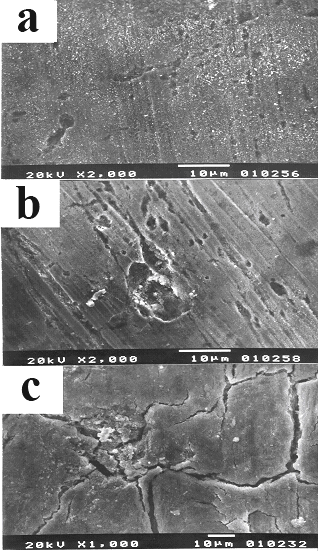 a
20kV X2,000 10µm 010256
b
20kV X2,000 10µm 010258
c
20kV X1,000 10µm 010232